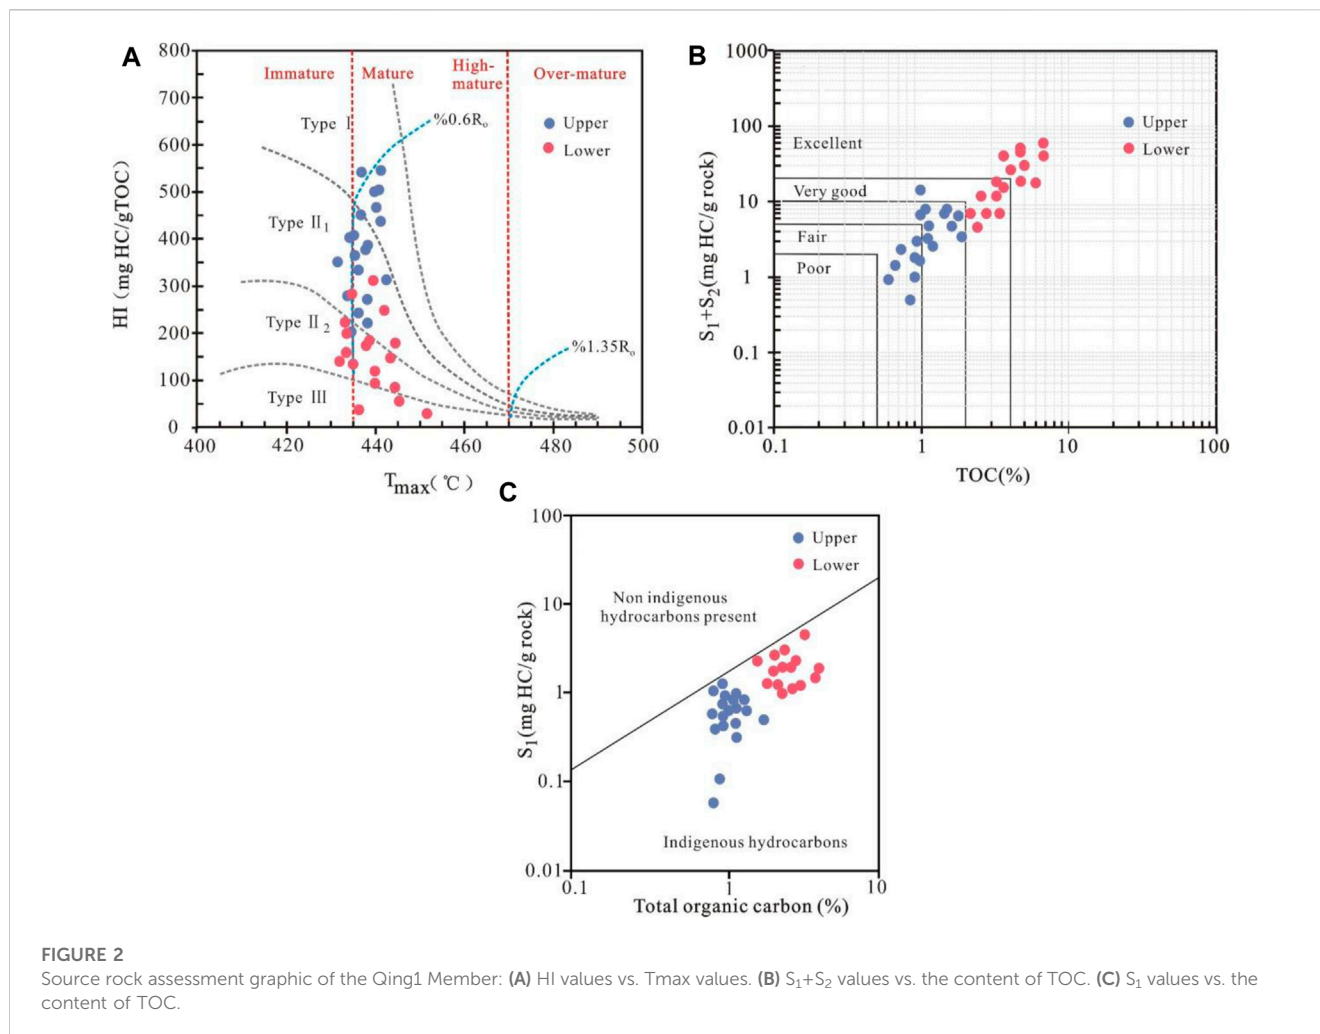 A
HI (mg HC/gTOC)
800
700
600
500
400
300
200
100
0
400
420
440
460
480
500
Tmax(℃)
Immature
Mature
High-
mature
Over-mature
Type I
%0.6Ro
Upper
Lower
Type Ⅱ1
Type Ⅱ2
Type III
%1.35Ro
B
S1+S2(mg HC/g rock)
1000
100
10
1
0.1
0.01
0.1
1
10
100
TOC(%)
Upper
Lower
Excellent
Very good
Fair
Poor
C
S1(mg HC/g rock)
100
10
1
0.1
0.01
0.1
1
10
Total organic carbon (%)
Upper
Lower
Non indigenous
hydrocarbons present
Indigenous hydrocarbons
FIGURE 2
Source rock assessment graphic of the Qing1 Member: (A) HI values vs. Tmax values. (B) S1+S2 values vs. the content of TOC. (C) S1 values vs. the
content of TOC.